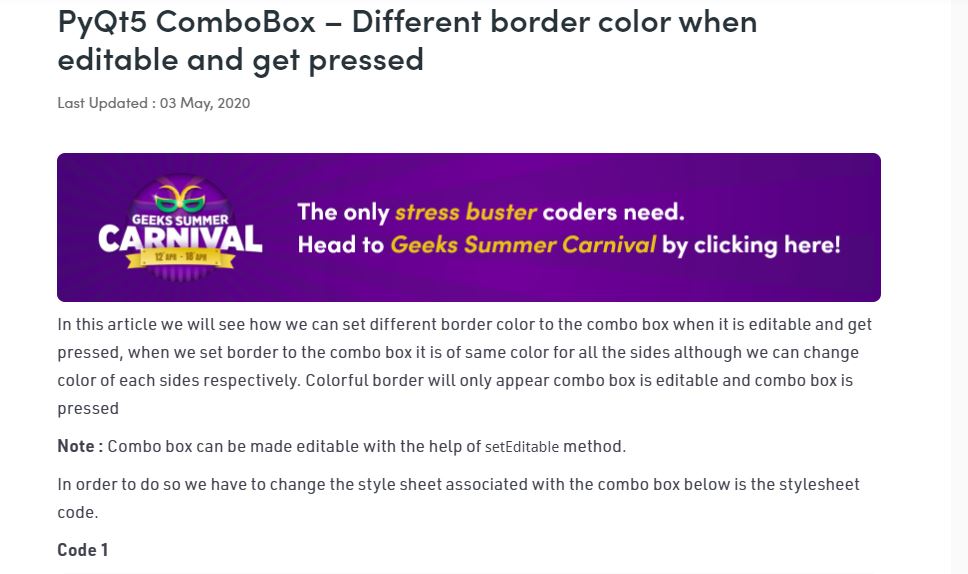 PyQt5 ComboBox – Different border color when
editable and get pressed
Last Updated : 03 May, 2020
GEEKS SUMMER
CARNIVAL
12 APR - 18 APR
The only stress buster coders need.
Head to Geeks Summer Carnival by clicking here!
In this article we will see how we can set different border color to the combo box when it is editable and get
pressed, when we set border to the combo box it is of same color for all the sides although we can change
color of each sides respectively. Colorful border will only appear combo box is editable and combo box is
pressed
Note : Combo box can be made editable with the help of setEditable method.
In order to do so we have to change the style sheet associated with the combo box below is the stylesheet
code.
Code 1